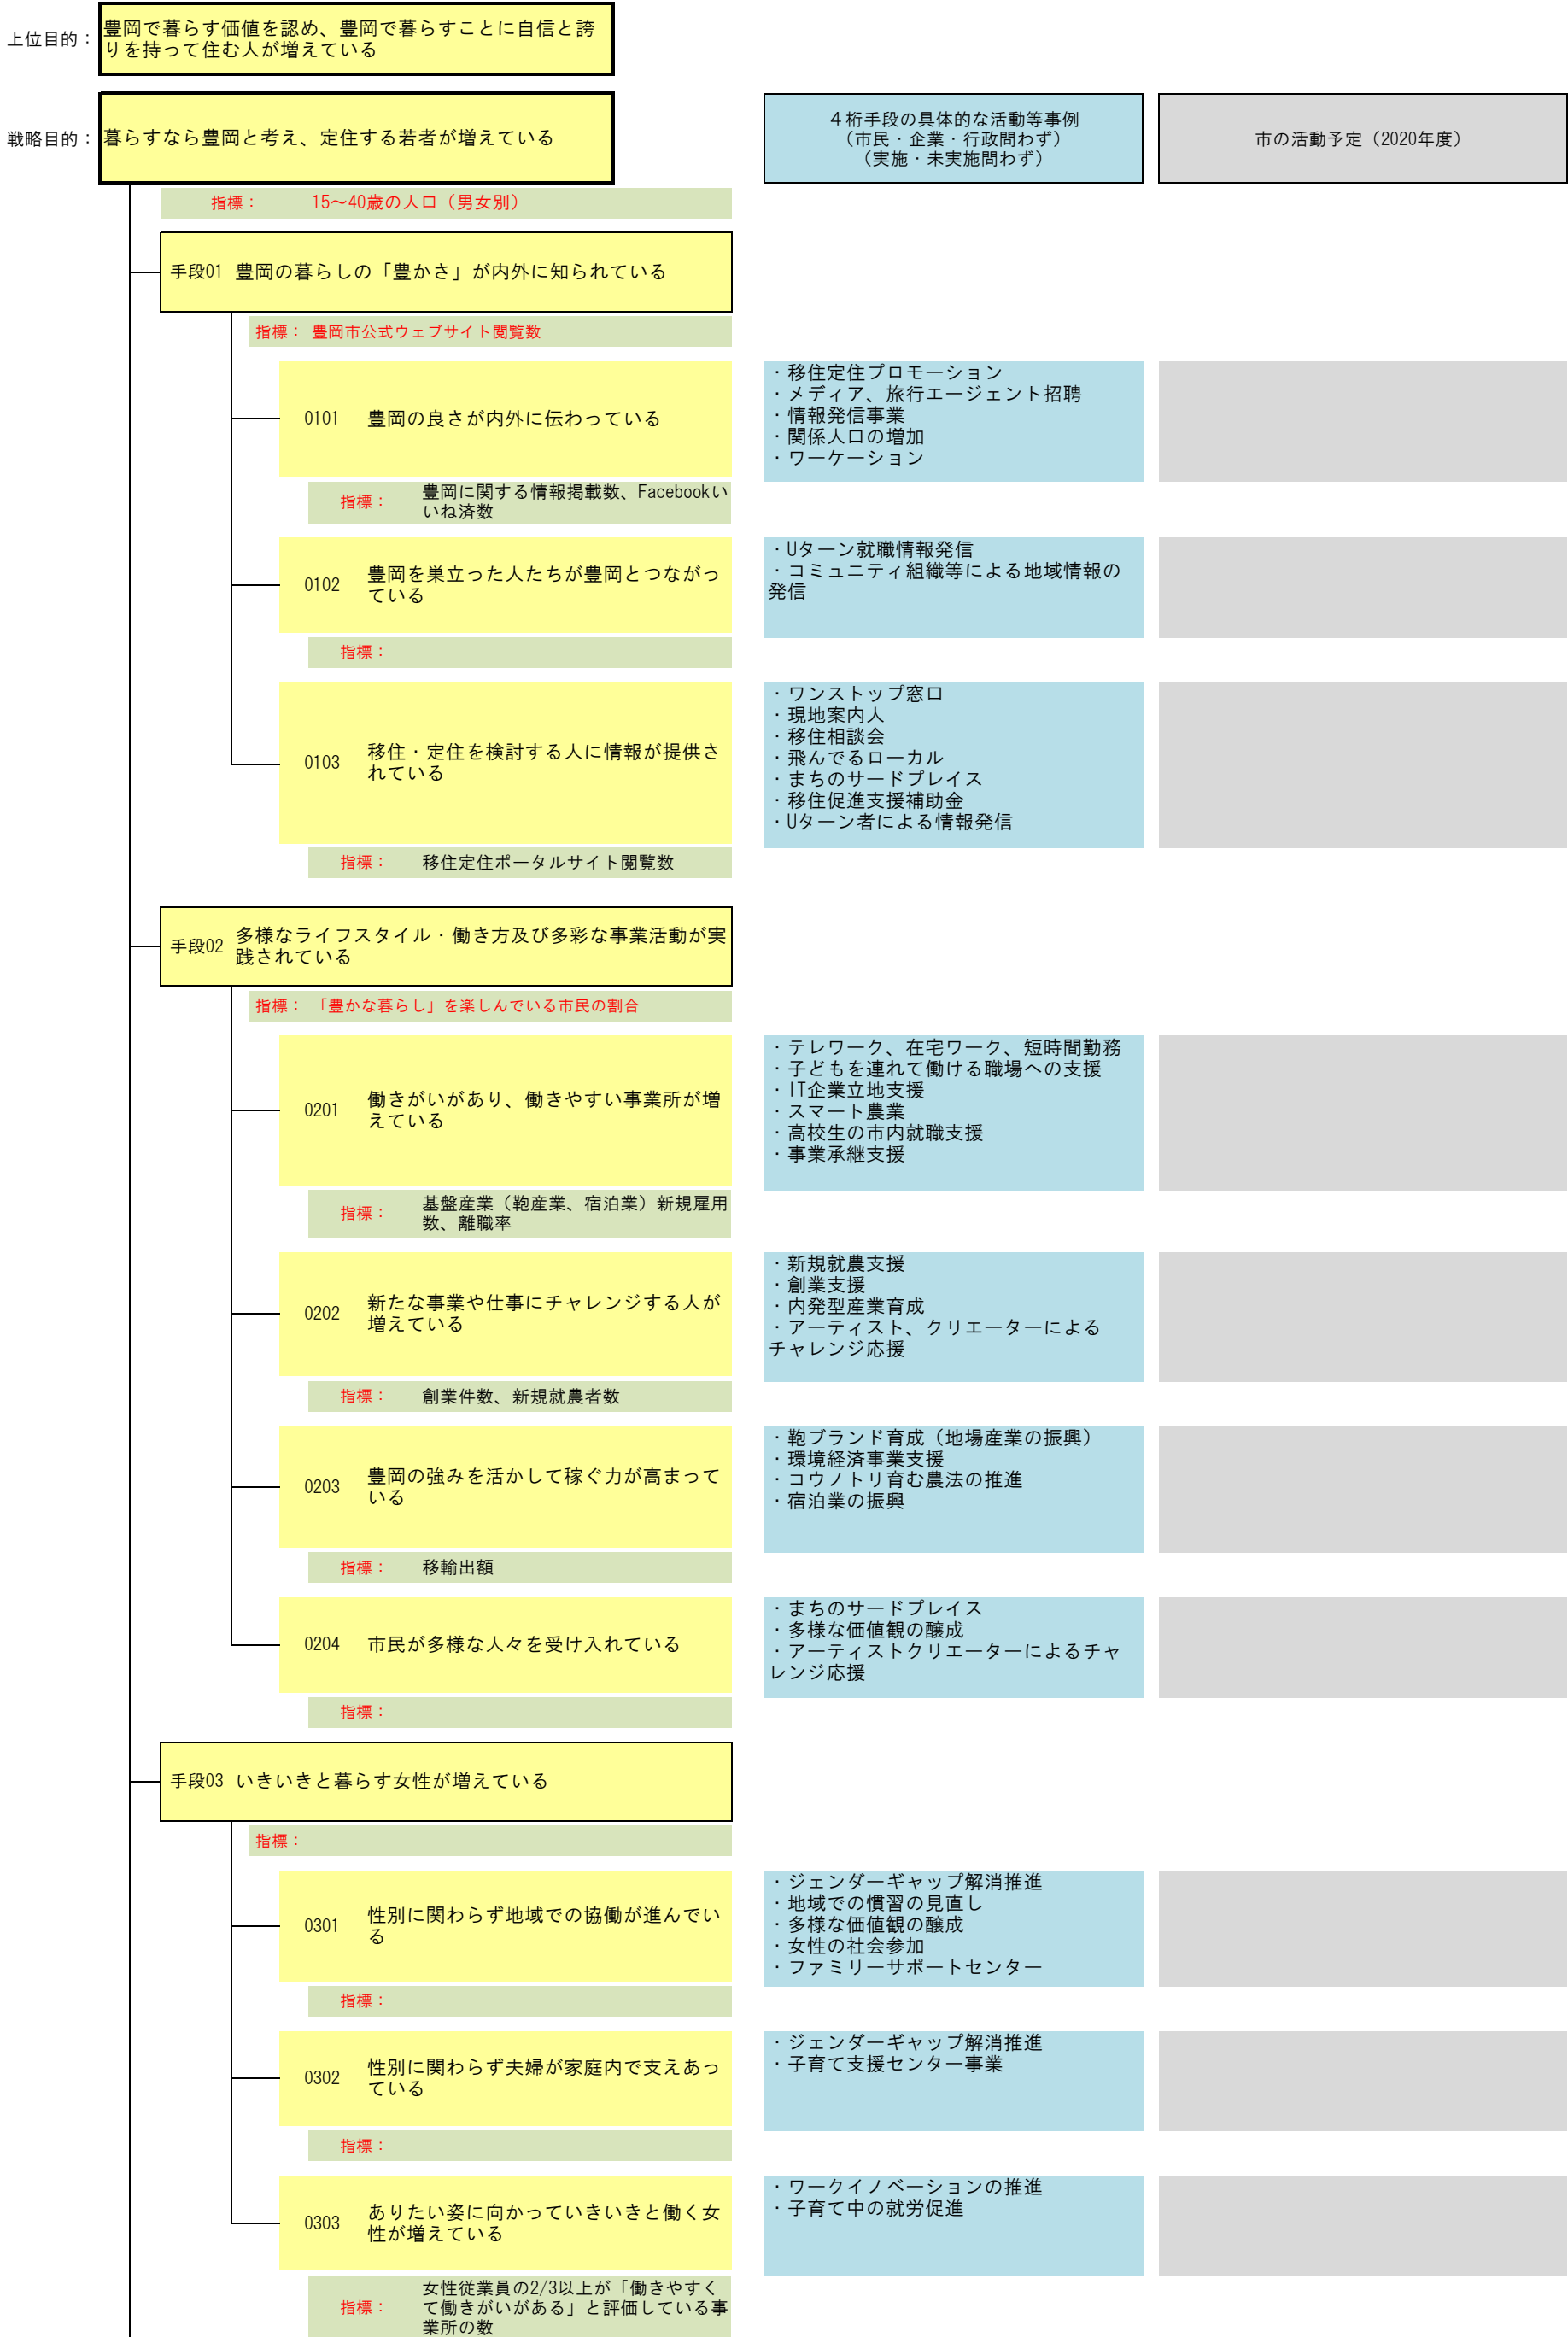 上位目的：
豊岡で暮らす価値を認め、豊岡で暮らすことに自信と誇
りを持って住む人が増えている
戦略目的：
暮らすなら豊岡と考え、定住する若者が増えている
４桁手段の具体的な活動等事例
（市民・企業・行政問わず）
（実施・未実施問わず）
市の活動予定（2020年度）
指標： 15～40歳の人口（男女別）
手段01 豊岡の暮らしの「豊かさ」が内外に知られている
指標： 豊岡市公式ウェブサイト閲覧数
0101 豊岡の良さが内外に伝わっている
・移住定住プロモーション
・メディア、旅行エージェント招聘
・情報発信事業
・関係人口の増加
・ワーケーション
指標： 豊岡に関する情報掲載数、Facebookい
いね済数
0102 豊岡を巣立った人たちが豊岡とつながっ
ている
・Uターン就職情報発信
・コミュニティ組織等による地域情報の
発信
指標：
0103 移住・定住を検討する人に情報が提供さ
れている
・ワンストップ窓口
・現地案内人
・移住相談会
・飛んでるローカル
・まちのサードプレイス
・移住促進支援補助金
・Uターン者による情報発信
指標： 移住定住ポータルサイト閲覧数
手段02 多様なライフスタイル・働き方及び多彩な事業活動が実
践されている
指標： 「豊かな暮らし」を楽しんでいる市民の割合
0201 働きがいがあり、働きやすい事業所が増
えている
・テレワーク、在宅ワーク、短時間勤務
・子どもを連れて働ける職場への支援
・IT企業立地支援
・スマート農業
・高校生の市内就職支援
・事業承継支援
指標： 基盤産業（鞄産業、宿泊業）新規雇用
数、離職率
0202 新たな事業や仕事にチャレンジする人が
増えている
・新規就農支援
・創業支援
・内発型産業育成
・アーティスト、クリエーターによる
チャレンジ応援
指標： 創業件数、新規就農者数
0203 豊岡の強みを活かして稼ぐ力が高まって
いる
・鞄ブランド育成（地場産業の振興）
・環境経済事業支援
・コウノトリ育む農法の推進
・宿泊業の振興
指標： 移輸出額
0204 市民が多様な人々を受け入れている
・まちのサードプレイス
・多様な価値観の醸成
・アーティストクリエーターによるチャ
レンジ応援
指標：
手段03 いきいきと暮らす女性が増えている
指標：
0301 性別に関わらず地域での協働が進んでい
る
・ジェンダーギャップ解消推進
・地域での慣習の見直し
・多様な価値観の醸成
・女性の社会参加
・ファミリーサポートセンター
指標：
0302 性別に関わらず夫婦が家庭内で支えあっ
ている
・ジェンダーギャップ解消推進
・子育て支援センター事業
指標：
0303 ありたい姿に向かっていきいきと働く女
性が増えている
・ワークイノベーションの推進
・子育て中の就労促進
指標： 女性従業員の2/3以上が「働きやすく
て働きがいがある」と評価している事
業所の数